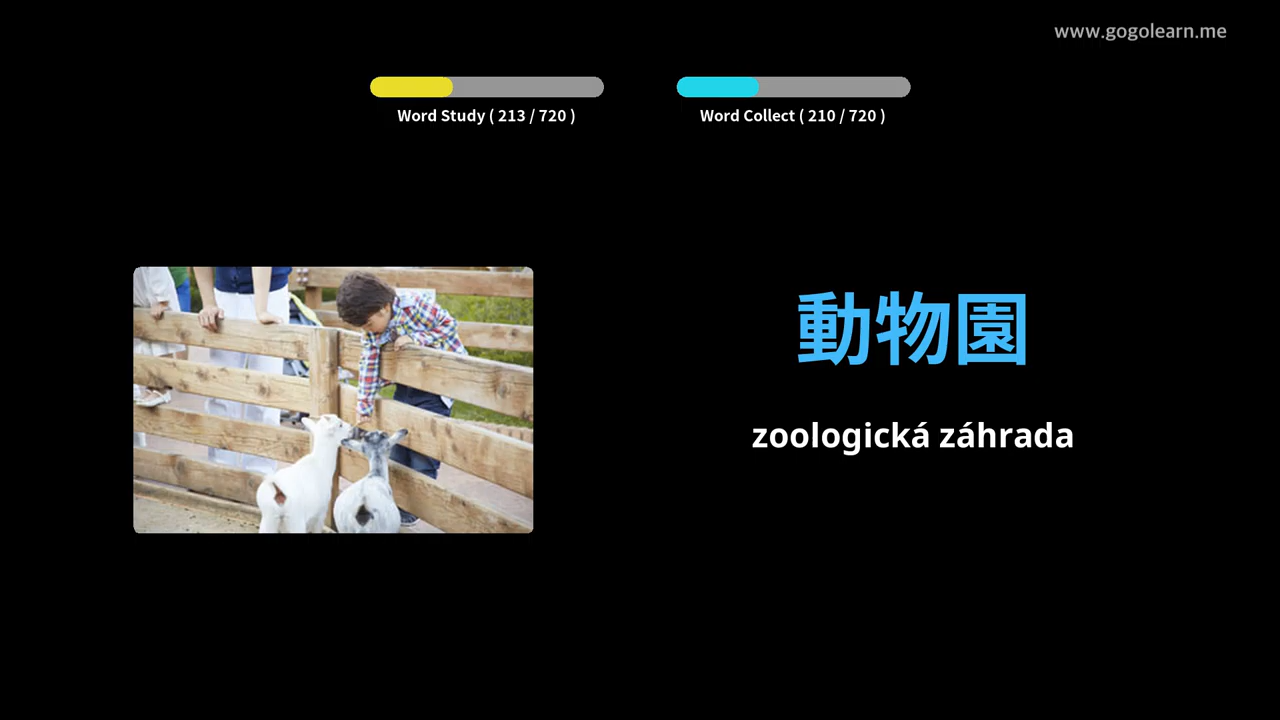 www.gogolearn.me
Word Study ( 213 / 720 )
Word Collect ( 210 / 720 )
動物園
zoologická záhrada